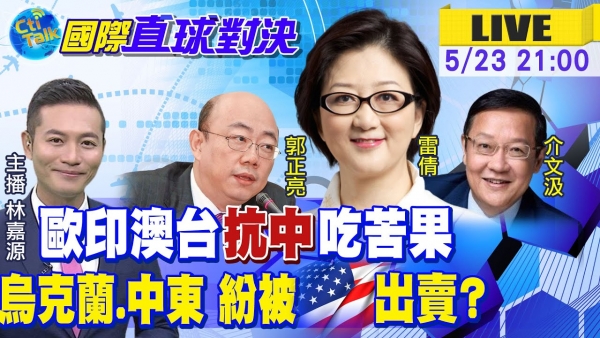 Cti Talk
國際直球對決
LIVE
5/23 21:00
主播 林嘉源
郭正亮
雷倩
介文汲
歐印澳台抗中吃苦果
烏克蘭.中東 紛被 出賣?